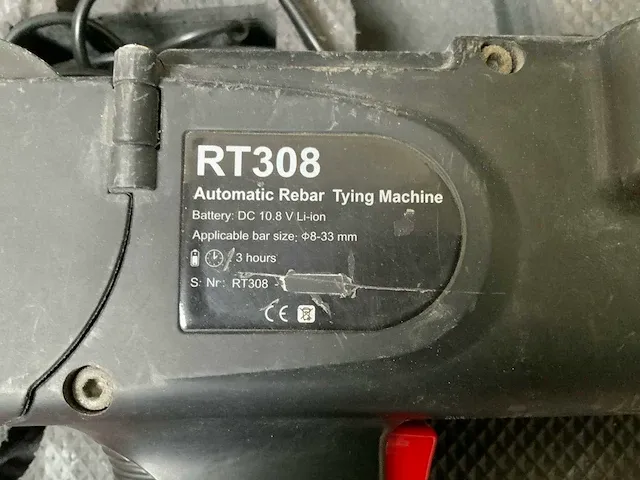 RT308
Automatic Rebar Tying Machine
Battery: DC 10.8 V Li-ion
Applicable bar size: Φ8-33 mm
/ 3 hours
S Nr: RT308 -
CE